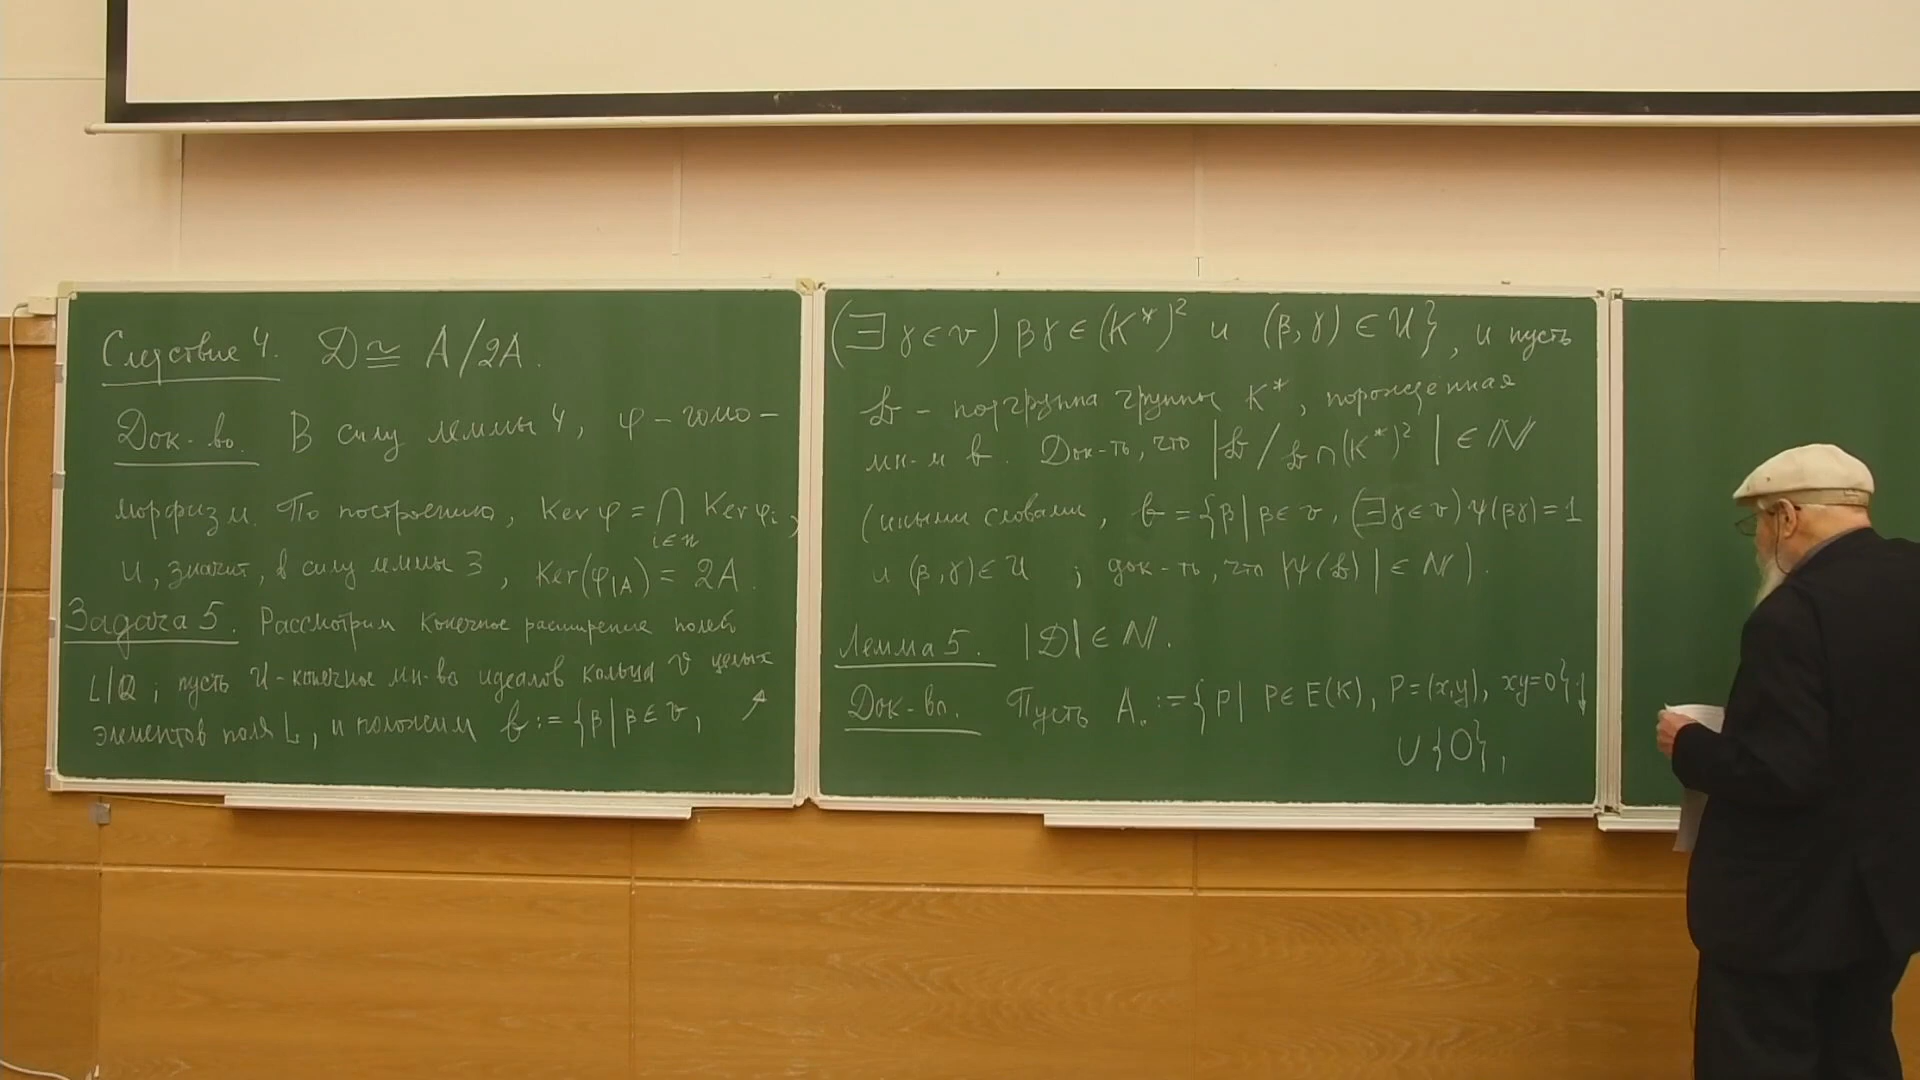 Следствие 4. 𝒟 ≅ A/2A.
Док-во. В силу леммы 4, φ – гомо–
морфизм. По построению, Ker φ = ⋂ Ker φᵢ,
i∈n
и, значит, в силу леммы 3, Ker(φ|A) = 2A.
Задача 5. Рассмотрим конечное расширение полей
L|Q; пусть U-конечное мн-во идеалов кольца v целых
элементов поля L, и положим b := {β | β∈v, ↗
(∃ γ∈v) βγ∈(K*)² и (β,γ)∈U}, и пусть
b – подгруппа группы K*, порождённая
мн-м b. Док-ть, что |b/b∩(K*)²| ∈ ℕ
(иными словами, b = {β | β∈v, (∃γ∈v) ψ(βγ)=1
и (β,γ)∈U ; док-ть, что |ψ(b)| ∈ ℕ).
Лемма 5. |𝒟| ∈ ℕ.
Док-во. Пусть A₀ := {P | P∈E(K), P=(x,y), xy=0} ↓
∪ {O},